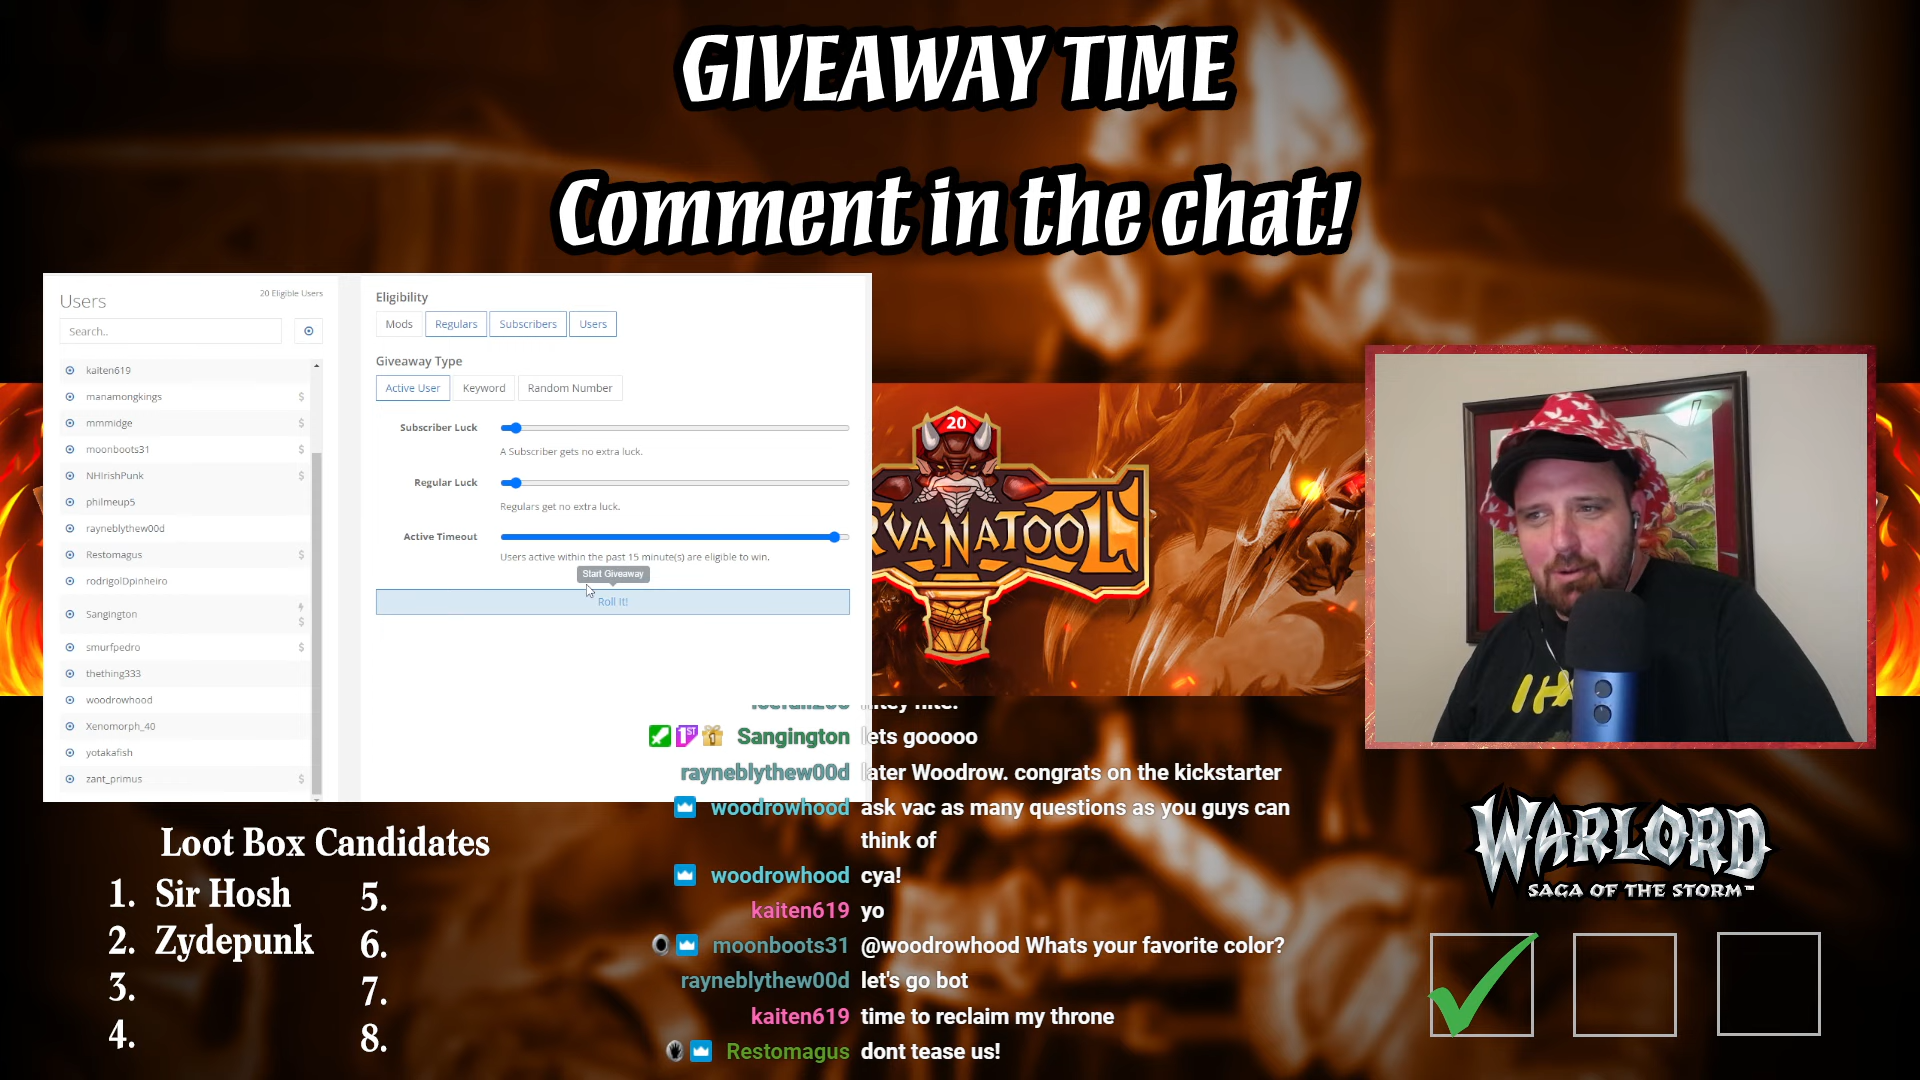 GIVEAWAY TIME
Comment in the chat!
Users
20 Eligible Users
Search..
kaiten619
manamongkings $
mmmidge $
moonboots31 $
NHIrishPunk $
philmeup5
rayneblythew00d
Restomagus $
rodrigolDpinheiro
Sangington $
smurfpedro $
thething333
woodrowhood
Xenomorph_40
yotakafish
zant_primus $
Eligibility
Mods Regulars Subscribers Users
Giveaway Type
Active User Keyword Random Number
Subscriber Luck
A Subscriber gets no extra luck.
Regular Luck
Regulars get no extra luck.
Active Timeout
Users active within the past 15 minute(s) are eligible to win.
Start Giveaway
Roll It!
20
RVANATOOL
IH
1ST Sangington lets gooooo
rayneblythew00d later Woodrow. congrats on the kickstarter
woodrowhood ask vac as many questions as you guys can
think of
woodrowhood cya!
kaiten619 yo
moonboots31 @woodrowhood Whats your favorite color?
rayneblythew00d let's go bot
kaiten619 time to reclaim my throne
Restomagus dont tease us!
Loot Box Candidates
1. Sir Hosh
2. Zydepunk
3.
4.
5.
6.
7.
8.
WARLORD
SAGA OF THE STORM™